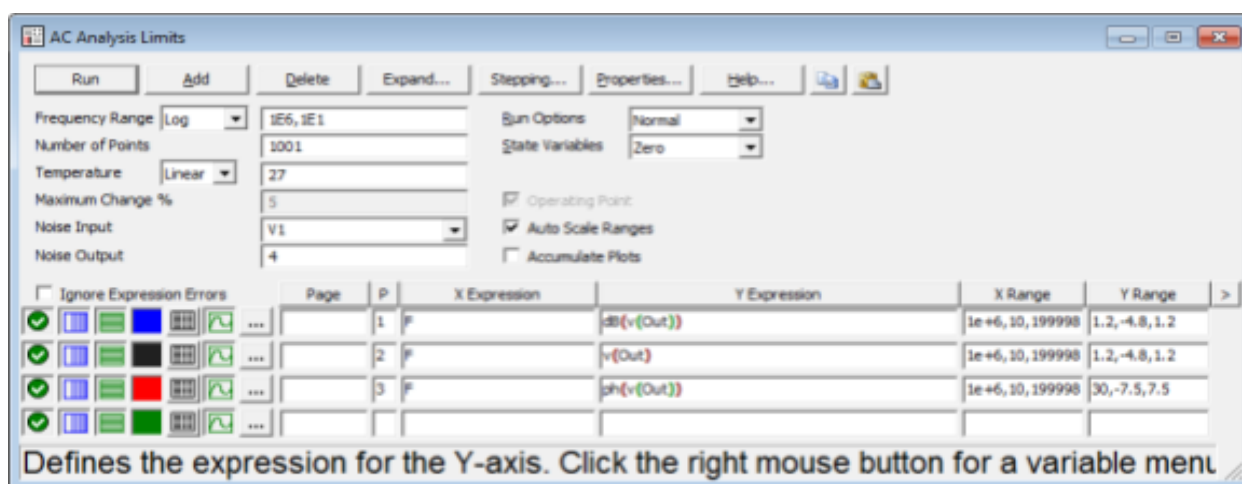 AC Analysis Limits
Run Add Delete Expand... Stepping... Properties... Help...
Frequency Range Log 1E6,1E1 Run Options Normal
Number of Points 1001 State Variables Zero
Temperature Linear 27
Maximum Change % 5 Operating Point
Noise Input V1 Auto Scale Ranges
Noise Output 4 Accumulate Plots
Ignore Expression Errors Page P X Expression Y Expression X Range Y Range >
... 1 F dB(v(Out)) 1e+6,10,199998 1.2,-4.8,1.2
... 2 F v(Out) 1e+6,10,199998 1.2,-4.8,1.2
... 3 F ph(v(Out)) 1e+6,10,199998 30,-7.5,7.5
...
Defines the expression for the Y-axis. Click the right mouse button for a variable menu